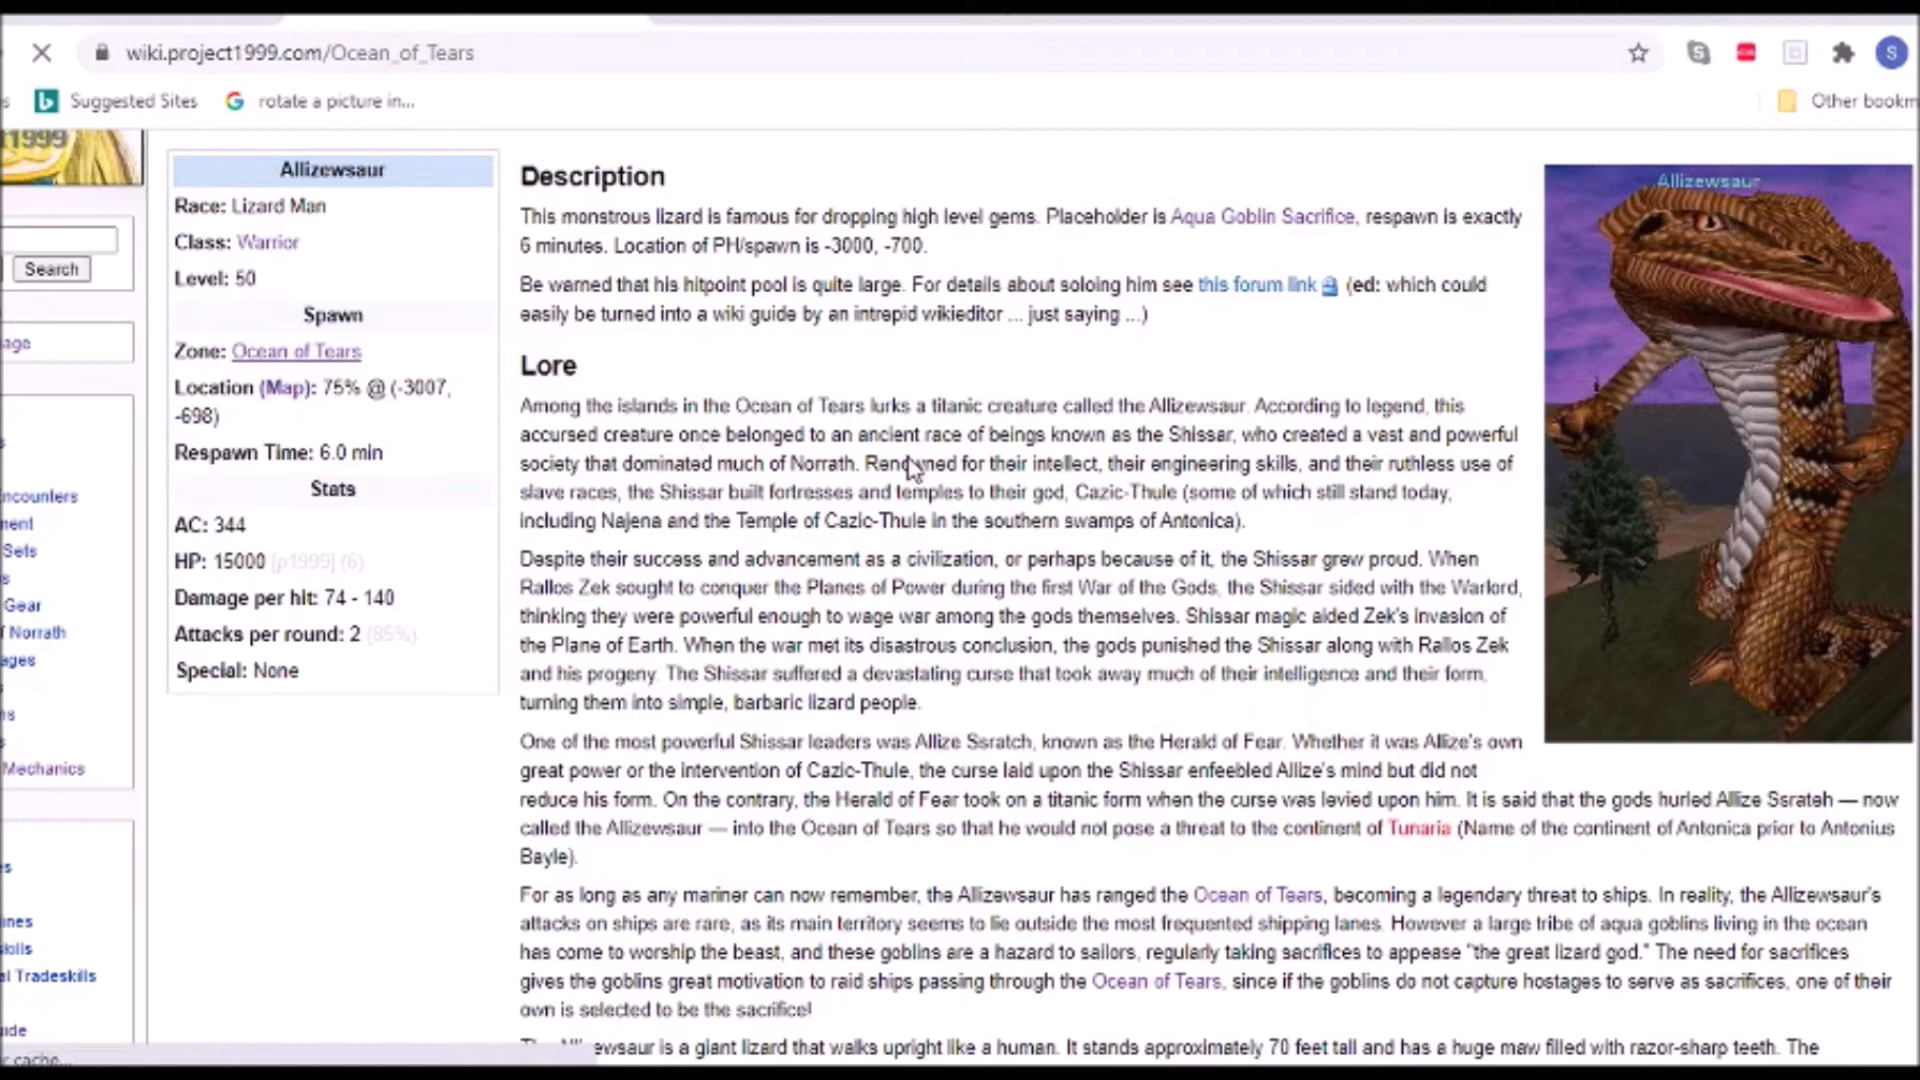 wiki.project1999.com/Ocean_of_Tears
S
Suggested Sites
rotate a picture in...
Other bookm
1999
Search
age
ncounters
ment
Sets
Gear
f Norrath
ages
ns
Mechanics
ines
kills
al Tradeskills
uide
r cache...
Allizewsaur
Race: Lizard Man
Class: Warrior
Level: 50
Spawn
Zone: Ocean of Tears
Location (Map): 75% @ (-3007,
-698)
Respawn Time: 6.0 min
Stats
AC: 344
HP: 15000 [p1999] (6)
Damage per hit: 74 - 140
Attacks per round: 2 (85%)
Special: None
Description
This monstrous lizard is famous for dropping high level gems. Placeholder is Aqua Goblin Sacrifice, respawn is exactly
6 minutes. Location of PH/spawn is -3000, -700.
Be warned that his hitpoint pool is quite large. For details about soloing him see this forum link (ed: which could
easily be turned into a wiki guide by an intrepid wikieditor ... just saying ...)
Lore
Among the islands in the Ocean of Tears lurks a titanic creature called the Allizewsaur. According to legend, this
accursed creature once belonged to an ancient race of beings known as the Shissar, who created a vast and powerful
society that dominated much of Norrath. Renowned for their intellect, their engineering skills, and their ruthless use of
slave races, the Shissar built fortresses and temples to their god, Cazic-Thule (some of which still stand today,
including Najena and the Temple of Cazic-Thule in the southern swamps of Antonica).
Despite their success and advancement as a civilization, or perhaps because of it, the Shissar grew proud. When
Rallos Zek sought to conquer the Planes of Power during the first War of the Gods, the Shissar sided with the Warlord,
thinking they were powerful enough to wage war among the gods themselves. Shissar magic aided Zek's invasion of
the Plane of Earth. When the war met its disastrous conclusion, the gods punished the Shissar along with Rallos Zek
and his progeny. The Shissar suffered a devastating curse that took away much of their intelligence and their form,
turning them into simple, barbaric lizard people.
One of the most powerful Shissar leaders was Allize Ssratch, known as the Herald of Fear. Whether it was Allize's own
great power or the intervention of Cazic-Thule, the curse laid upon the Shissar enfeebled Allize's mind but did not
reduce his form. On the contrary, the Herald of Fear took on a titanic form when the curse was levied upon him. It is said that the gods hurled Allize Ssrateh — now
called the Allizewsaur — into the Ocean of Tears so that he would not pose a threat to the continent of Tunaria (Name of the continent of Antonica prior to Antonius
Bayle).
For as long as any mariner can now remember, the Allizewsaur has ranged the Ocean of Tears, becoming a legendary threat to ships. In reality, the Allizewsaur's
attacks on ships are rare, as its main territory seems to lie outside the most frequented shipping lanes. However a large tribe of aqua goblins living in the ocean
has come to worship the beast, and these goblins are a hazard to sailors, regularly taking sacrifices to appease "the great lizard god." The need for sacrifices
gives the goblins great motivation to raid ships passing through the Ocean of Tears, since if the goblins do not capture hostages to serve as sacrifices, one of their
own is selected to be the sacrifice!
ewsaur is a giant lizard that walks upright like a human. It stands approximately 70 feet tall and has a huge maw filled with razor-sharp teeth. The
Allizewsaur